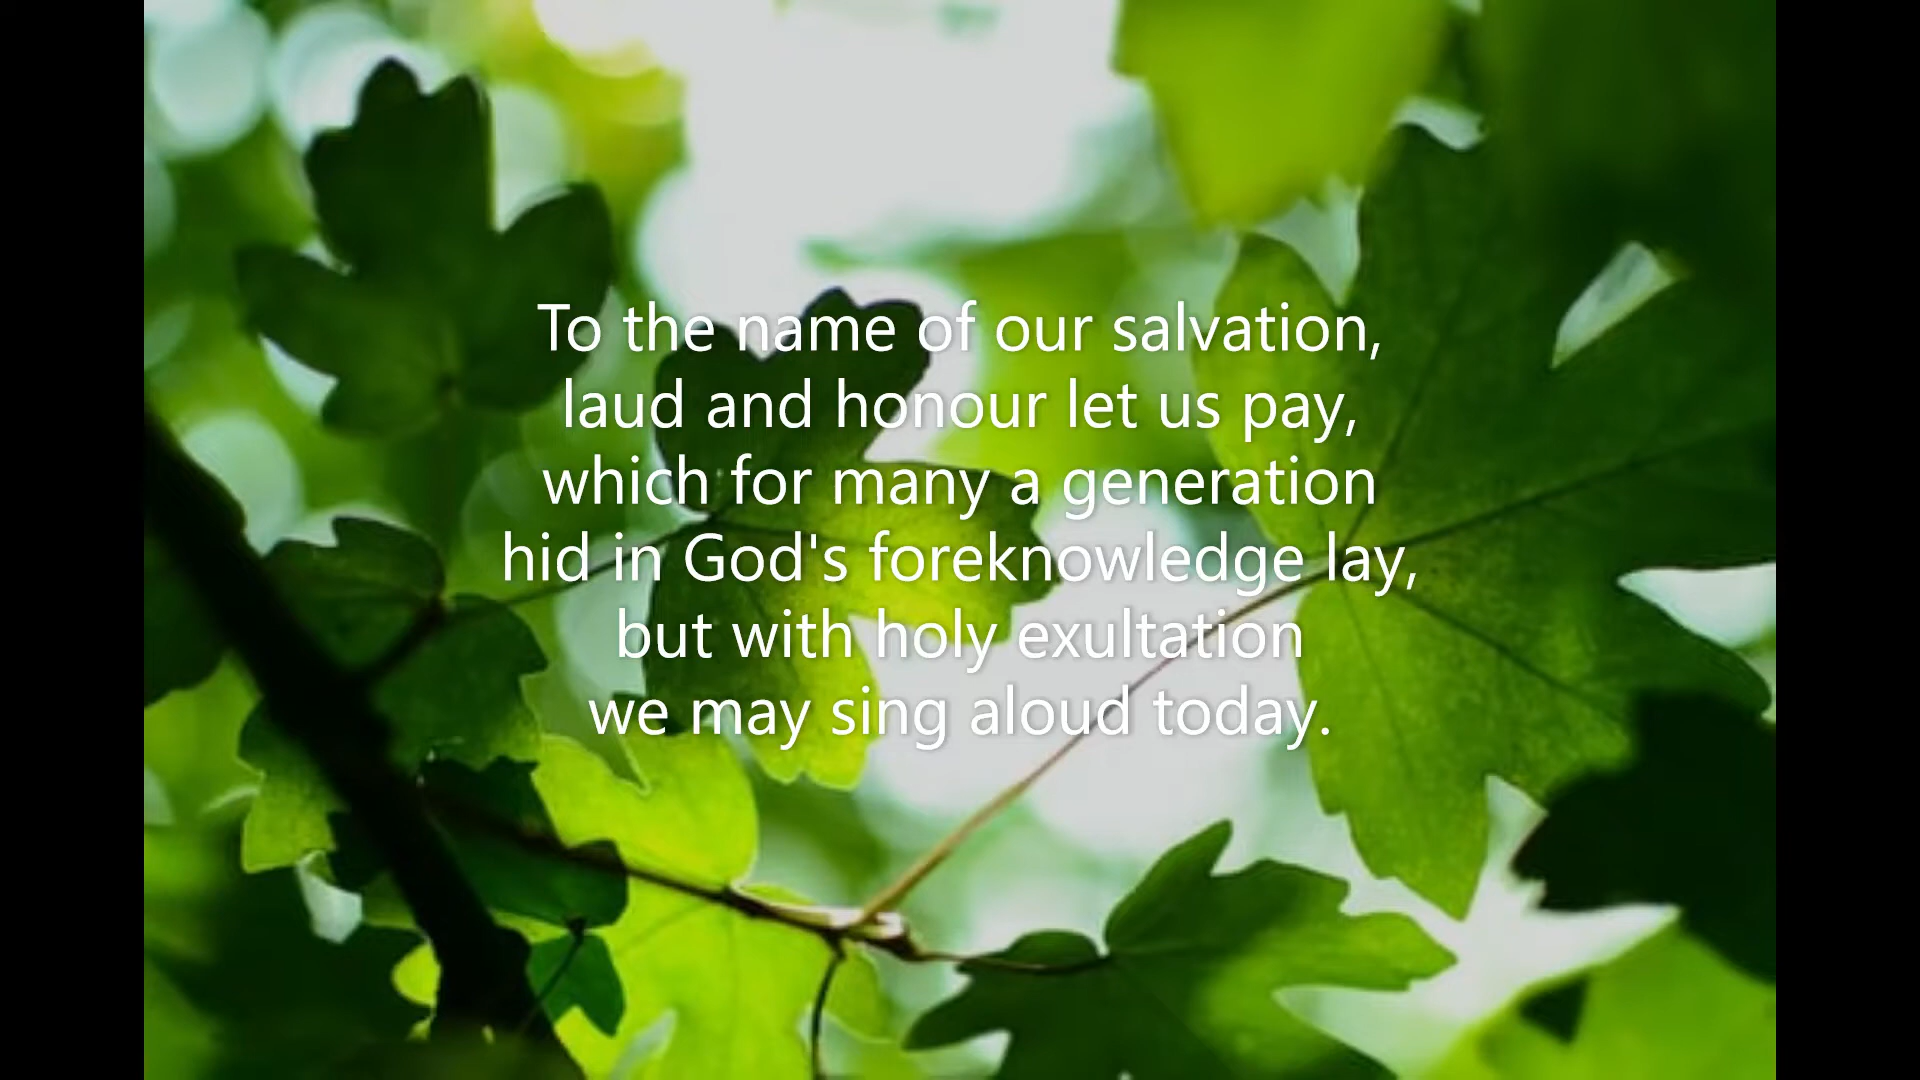 To the name of our salvation,
laud and honour let us pay,
which for many a generation
hid in God's foreknowledge lay,
but with holy exultation
we may sing aloud today.